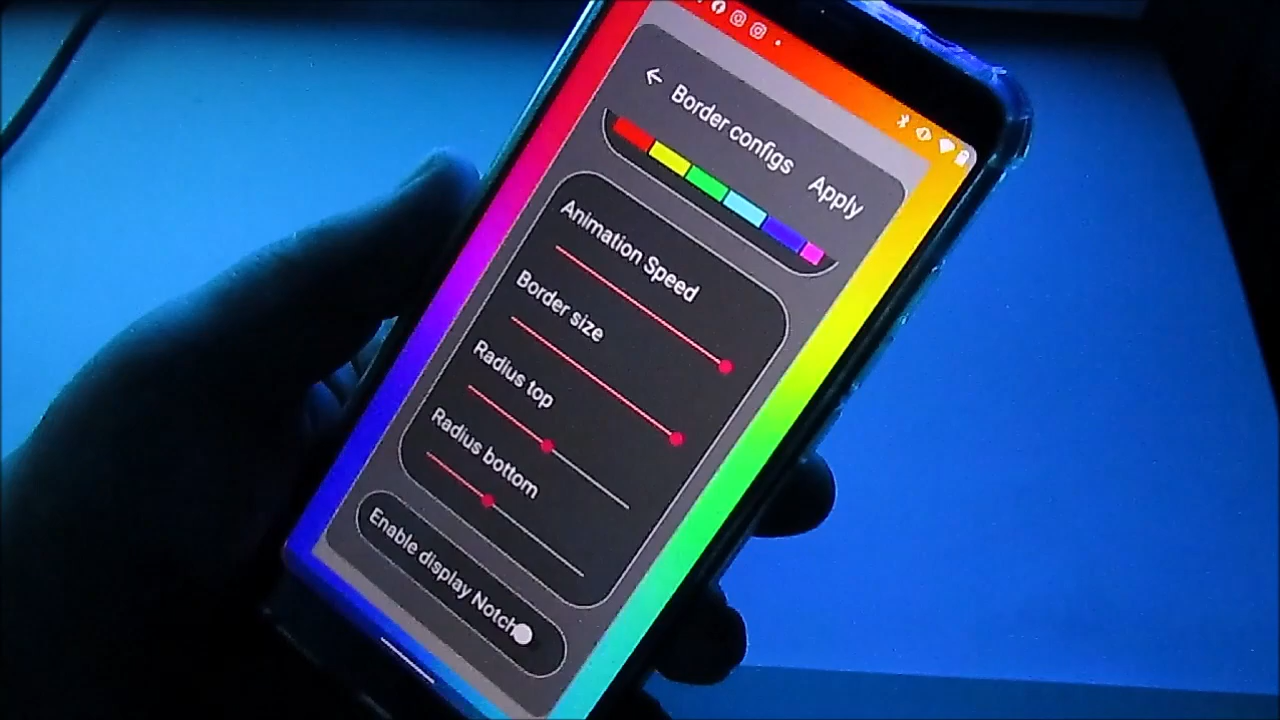 Border configs
Apply
Animation Speed
Border size
Radius top
Radius bottom
Enable display Notch